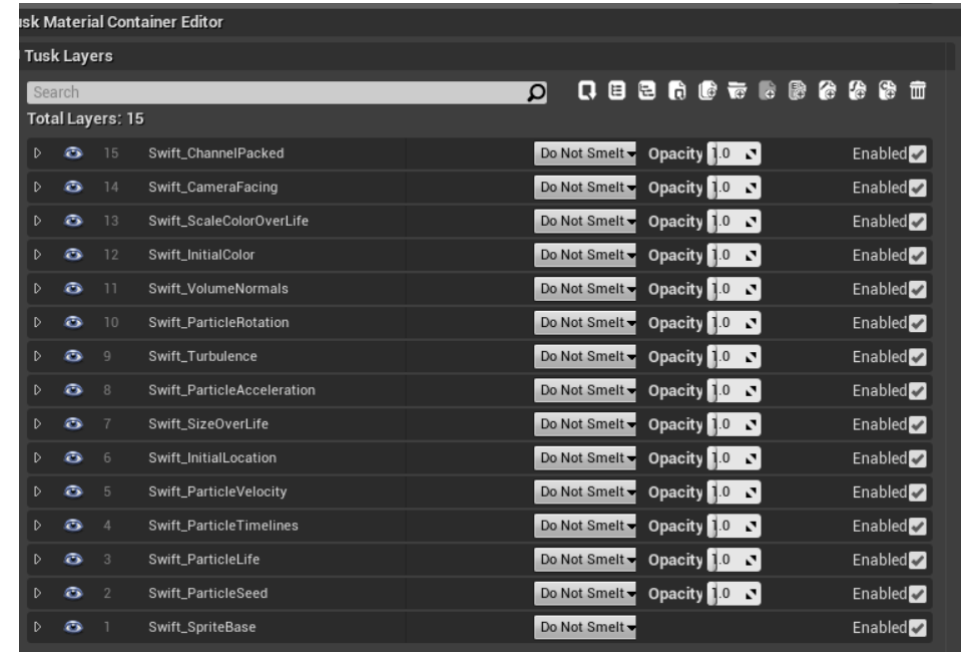 usk Material Container Editor
Tusk Layers
Search
Total Layers: 15
15 Swift_ChannelPacked Do Not Smelt Opacity 1.0 Enabled
14 Swift_CameraFacing Do Not Smelt Opacity 1.0 Enabled
13 Swift_ScaleColorOverLife Do Not Smelt Opacity 1.0 Enabled
12 Swift_InitialColor Do Not Smelt Opacity 1.0 Enabled
11 Swift_VolumeNormals Do Not Smelt Opacity 1.0 Enabled
10 Swift_ParticleRotation Do Not Smelt Opacity 1.0 Enabled
9 Swift_Turbulence Do Not Smelt Opacity 1.0 Enabled
8 Swift_ParticleAcceleration Do Not Smelt Opacity 1.0 Enabled
7 Swift_SizeOverLife Do Not Smelt Opacity 1.0 Enabled
6 Swift_InitialLocation Do Not Smelt Opacity 1.0 Enabled
5 Swift_ParticleVelocity Do Not Smelt Opacity 1.0 Enabled
4 Swift_ParticleTimelines Do Not Smelt Opacity 1.0 Enabled
3 Swift_ParticleLife Do Not Smelt Opacity 1.0 Enabled
2 Swift_ParticleSeed Do Not Smelt Opacity 1.0 Enabled
1 Swift_SpriteBase Do Not Smelt Enabled